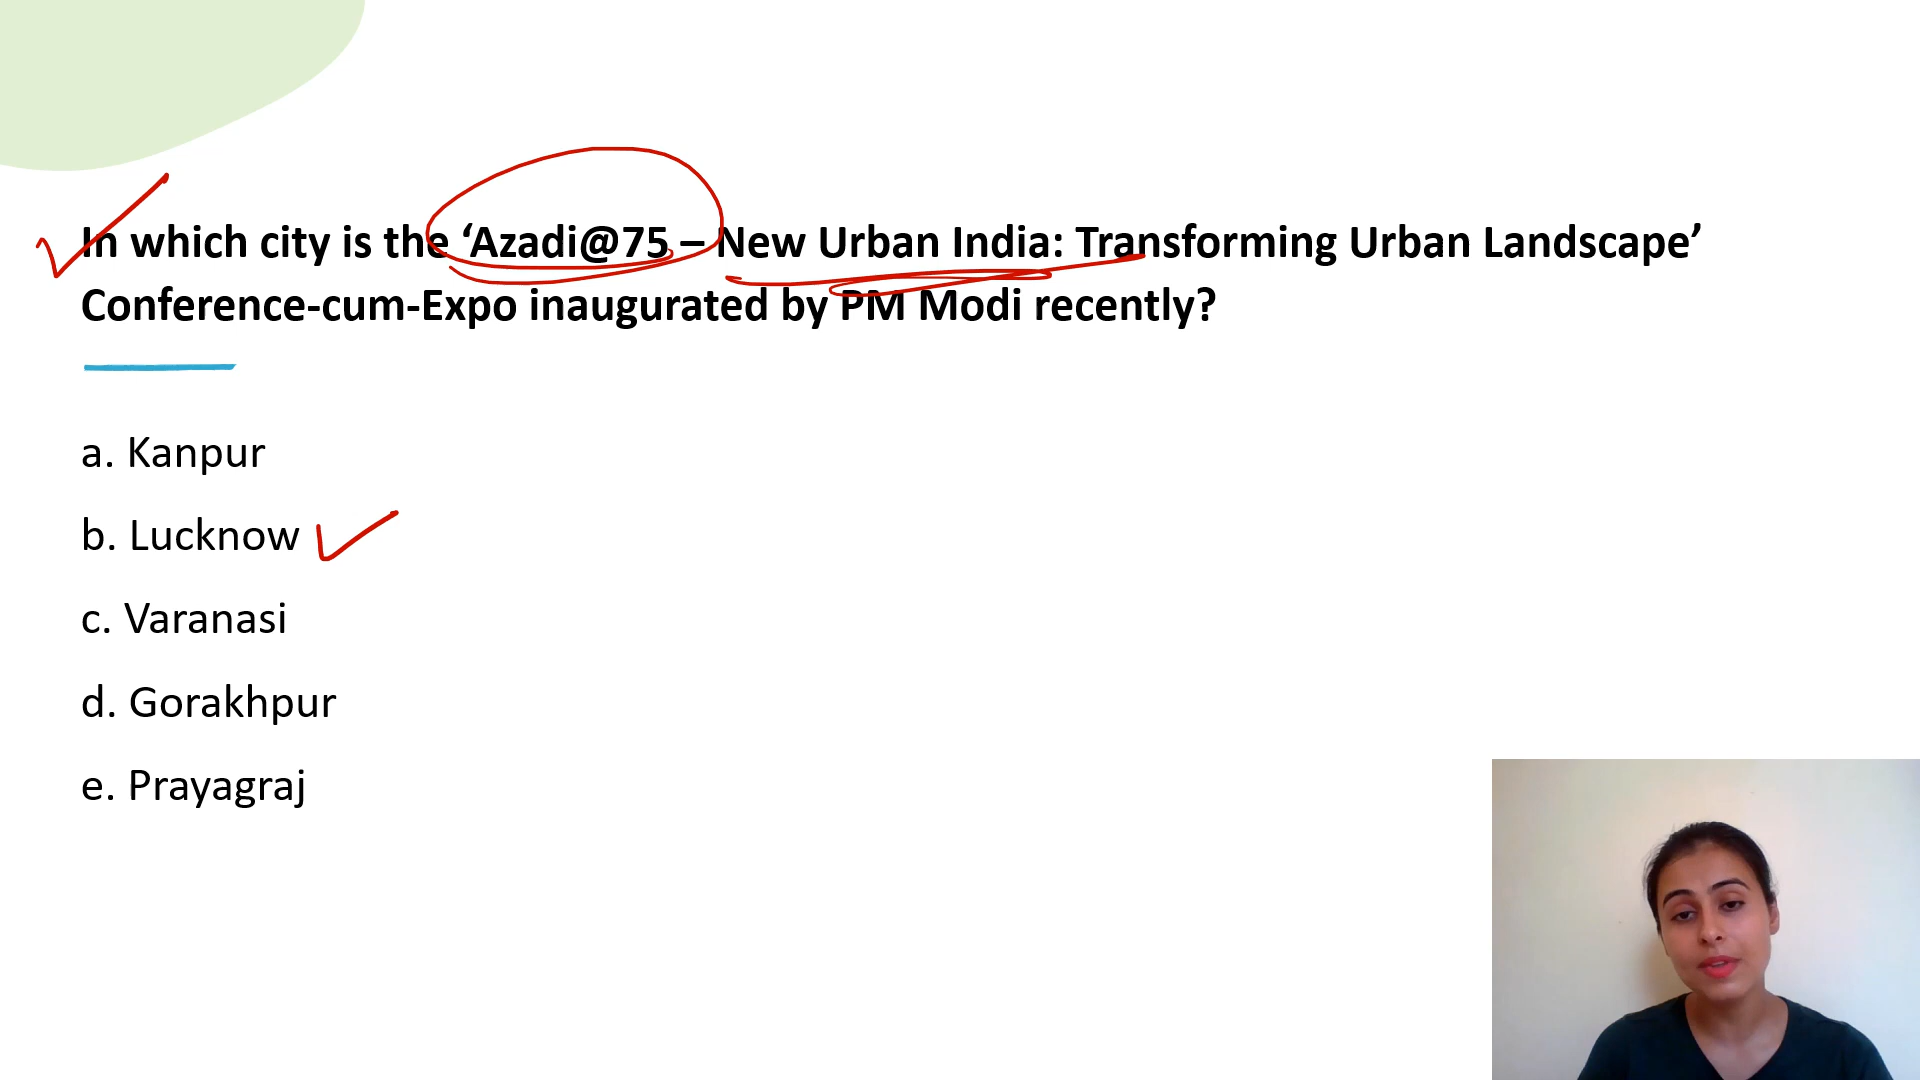 In which city is the ‘Azadi@75 – New Urban India: Transforming Urban Landscape’
Conference-cum-Expo inaugurated by PM Modi recently?
a. Kanpur
b. Lucknow
c. Varanasi
d. Gorakhpur
e. Prayagraj